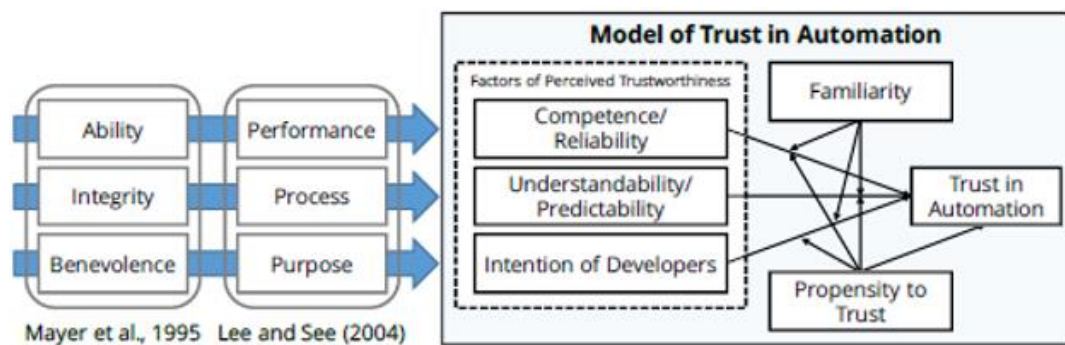 Model of Trust in Automation
Factors of Perceived Trustworthiness
Familiarity
Ability
Performance
Competence/
Reliability
Integrity
Process
Understandability/
Predictability
Trust in
Automation
Benevolence
Purpose
Intention of Developers
Propensity to
Trust
Mayer et al., 1995
Lee and See (2004)